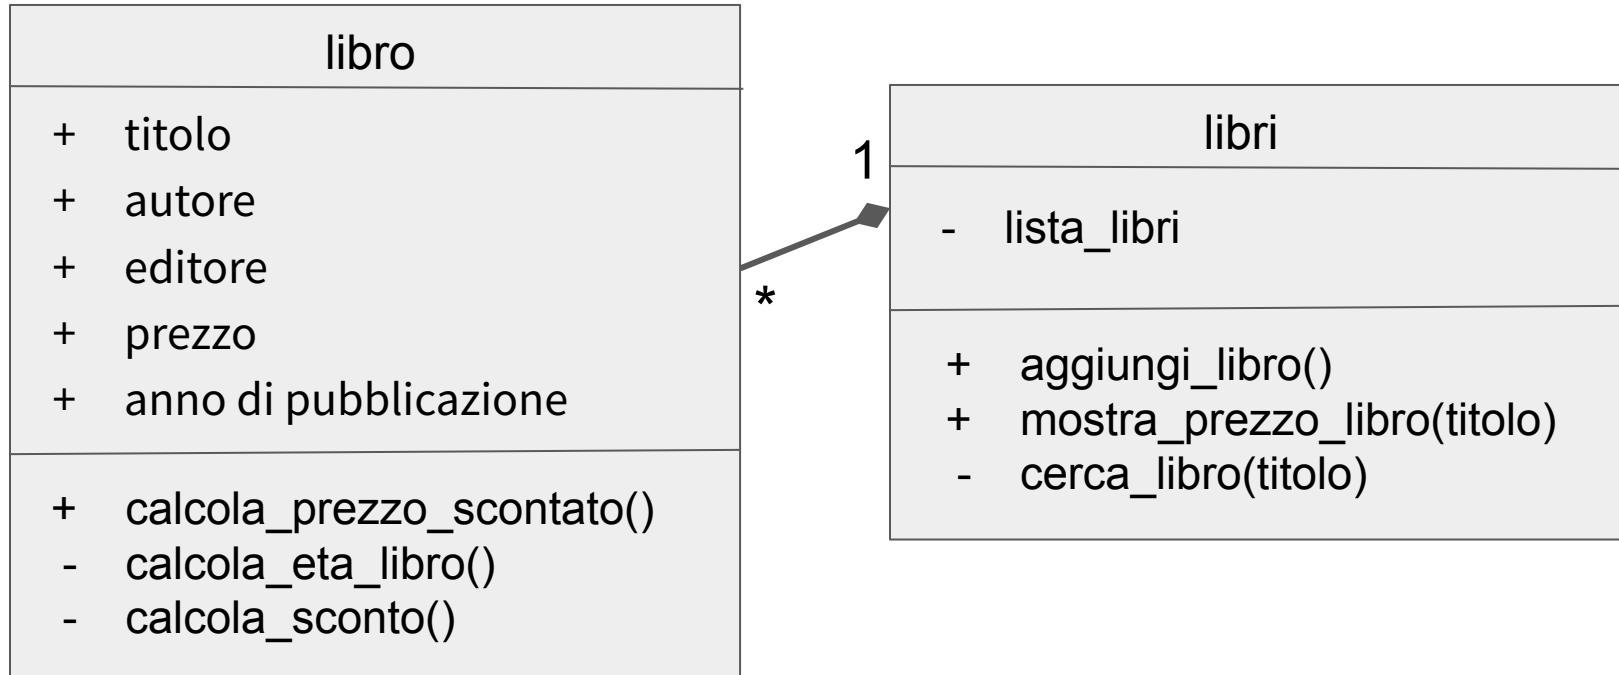 libro
+ titolo
+ autore
+ editore
+ prezzo
+ anno di pubblicazione
+ calcola_prezzo_scontato()
- calcola_eta_libro()
- calcola_sconto()
1
*
libri
- lista_libri
+ aggiungi_libro()
+ mostra_prezzo_libro(titolo)
- cerca_libro(titolo)